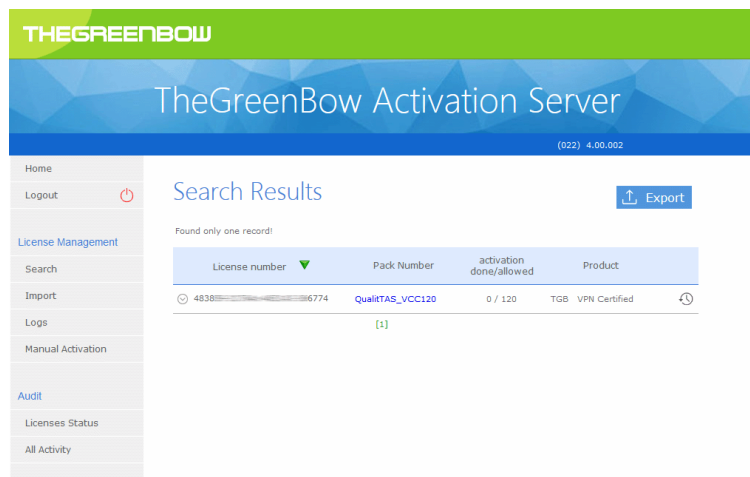 THEGREENBOW
TheGreenBow Activation Server
(022) 4.00.002
Home
Logout
License Management
Search
Import
Logs
Manual Activation
Audit
Licenses Status
All Activity
Search Results
Export
Found only one record!
License number Pack Number activation done/allowed Product
4838 6774 QualitTAS_VCC120 0 / 120 TGB VPN Certified
[1]